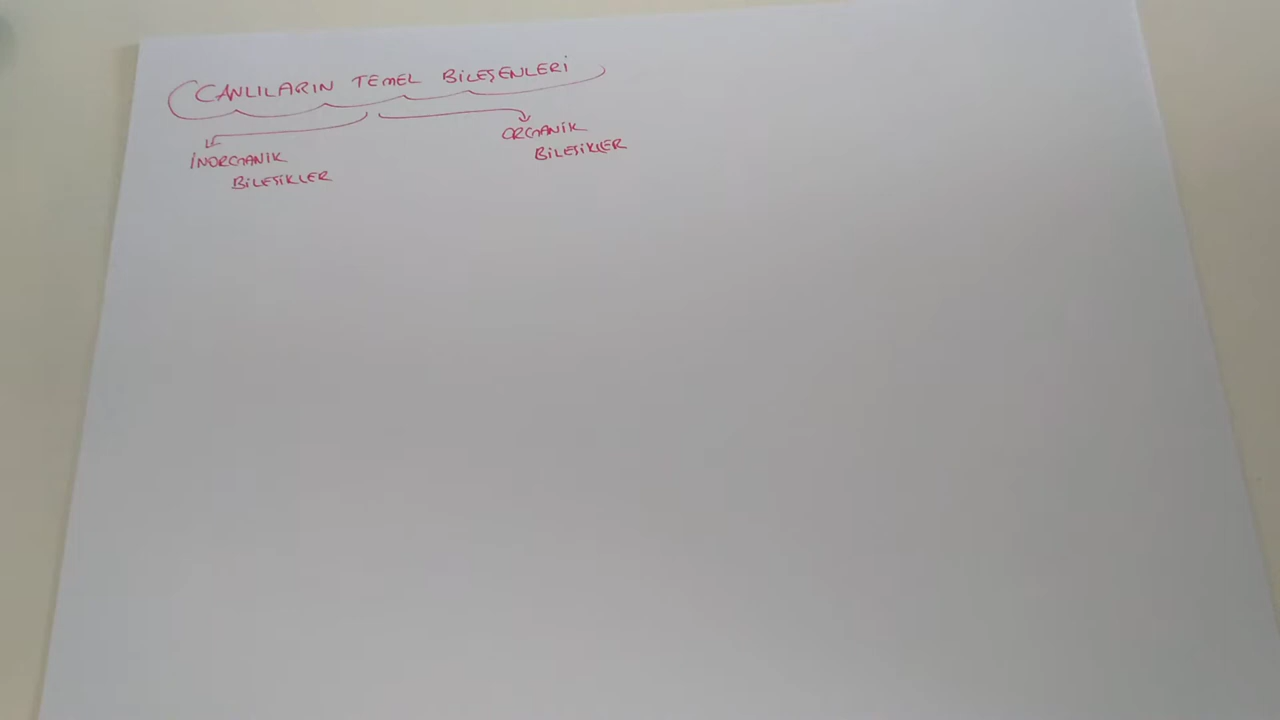 CANLILARIN TEMEL BİLEŞENLERİ
İNORGANİK
BİLEŞİKLER
ORGANİK
BİLEŞİKLER